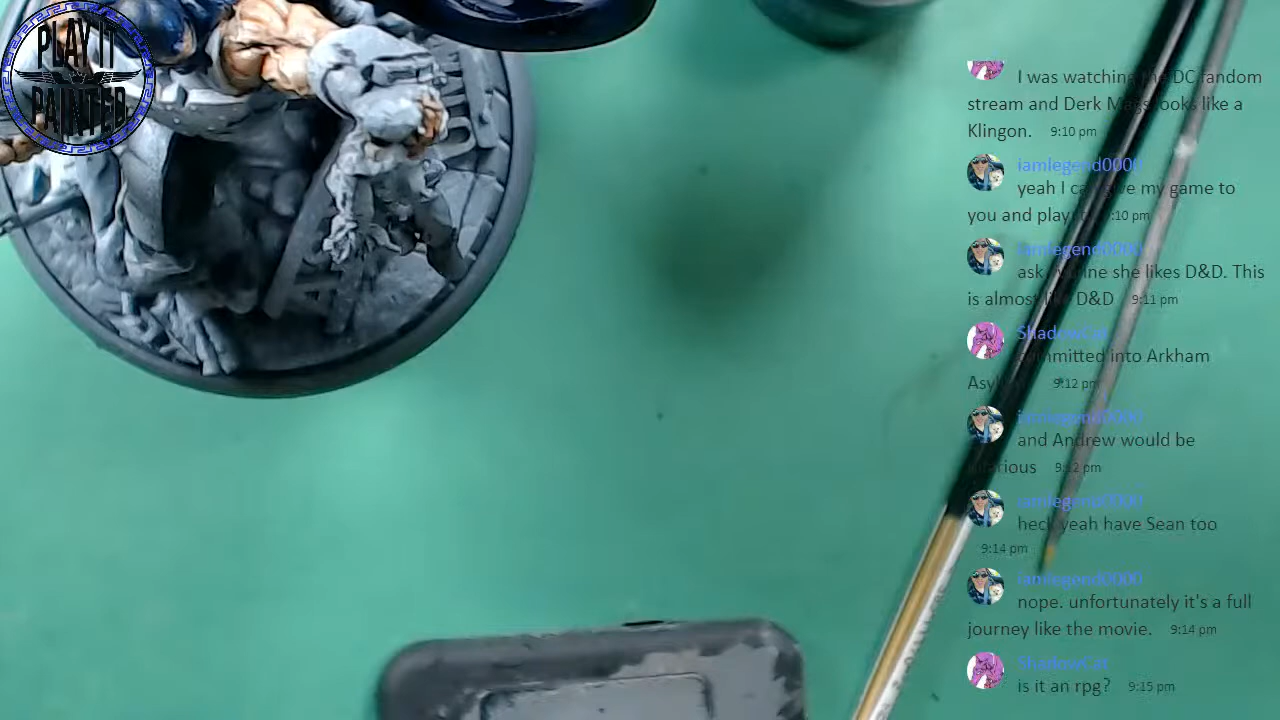 PLAY IT
PAINTED
I was watching the DC fandom
stream and Derk Mags looks like a
Klingon. 9:10 pm
iamlegend0000
yeah I can give my game to
you and play 9:10 pm
iamlegend0000
ask she likes D&D. This
is almost like D&D 9:11 pm
ShadowCat
committed into Arkham
9:12 pm
iamlegend0000
and Andrew would be
9:12 pm
iamlegend0000
heck yeah have Sean too
9:14 pm
iamlegend0000
nope. unfortunately it's a full
journey like the movie. 9:14 pm
ShadowCat
is it an rpg? 9:15 pm